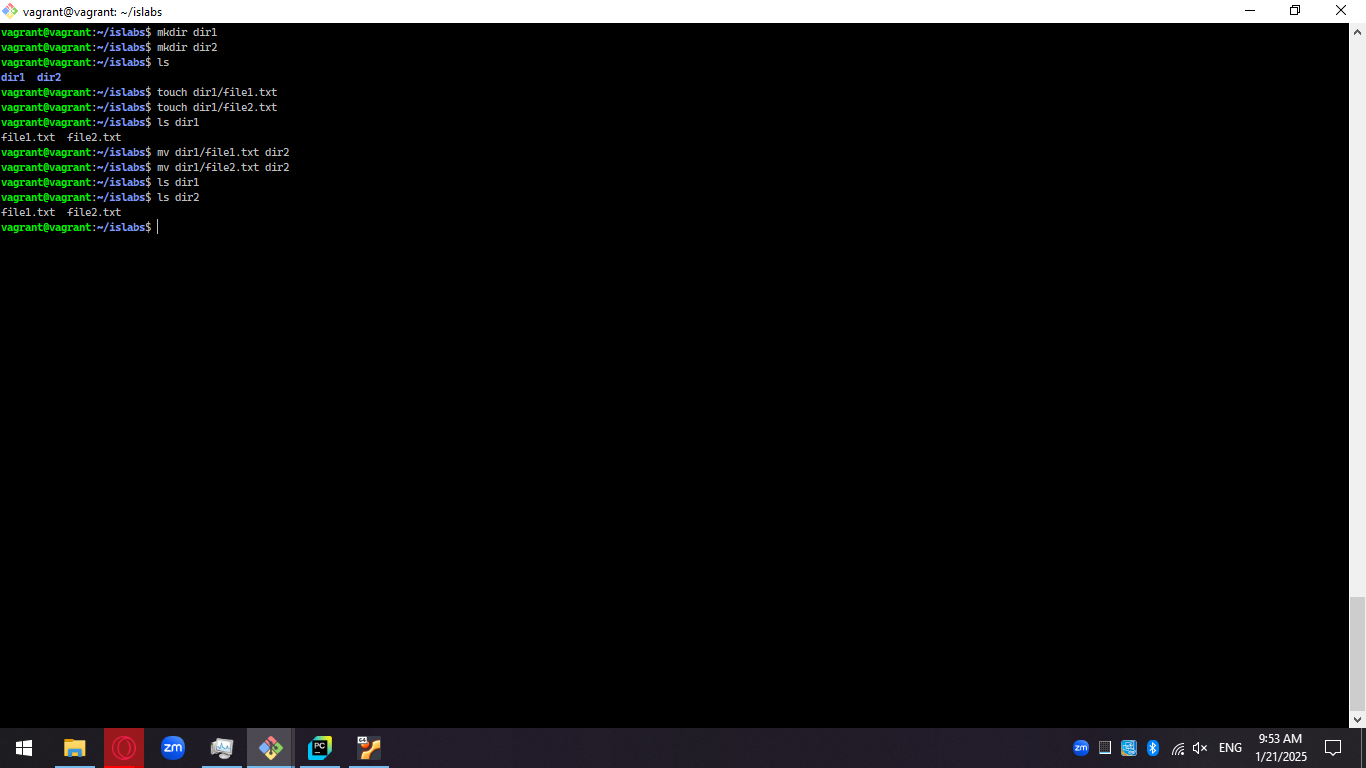 vagrant@vagrant: ~/islabs
vagrant@vagrant:~/islabs$ mkdir dir1
vagrant@vagrant:~/islabs$ mkdir dir2
vagrant@vagrant:~/islabs$ ls
dir1  dir2
vagrant@vagrant:~/islabs$ touch dir1/file1.txt
vagrant@vagrant:~/islabs$ touch dir1/file2.txt
vagrant@vagrant:~/islabs$ ls dir1
file1.txt  file2.txt
vagrant@vagrant:~/islabs$ mv dir1/file1.txt dir2
vagrant@vagrant:~/islabs$ mv dir1/file2.txt dir2
vagrant@vagrant:~/islabs$ ls dir1
vagrant@vagrant:~/islabs$ ls dir2
file1.txt  file2.txt
vagrant@vagrant:~/islabs$
zm
PC
64
zm
ENG
9:53 AM
1/21/2025